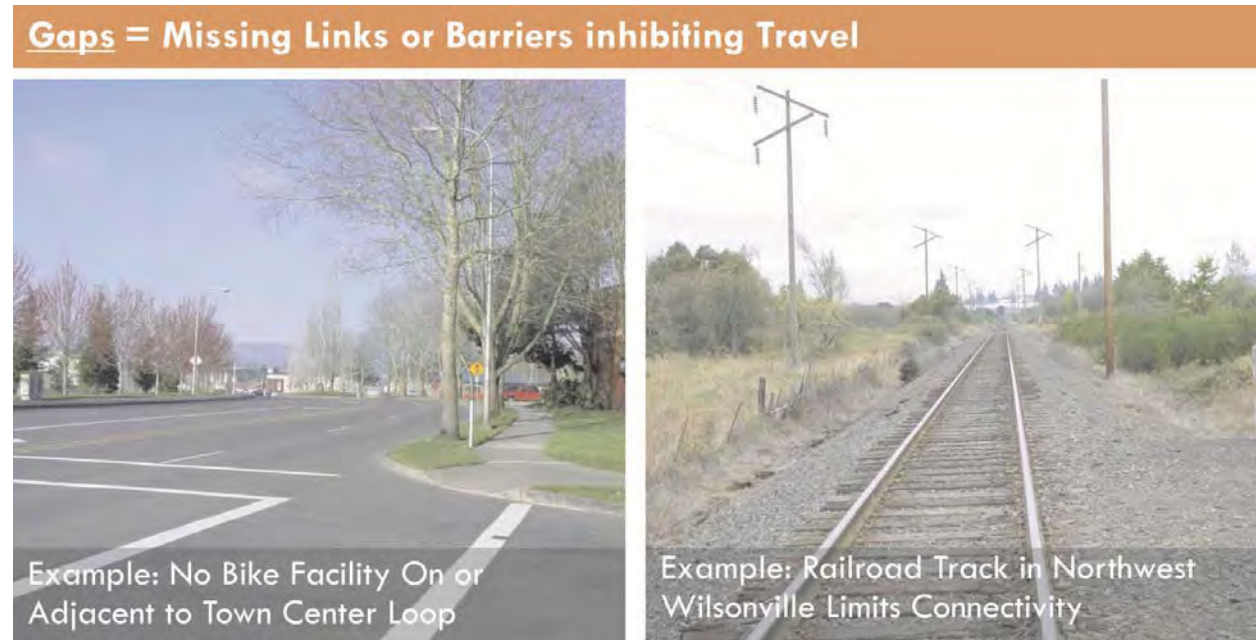 Gaps = Missing Links or Barriers inhibiting Travel
Example: No Bike Facility On or
Adjacent to Town Center Loop
Example: Railroad Track in Northwest
Wilsonville Limits Connectivity